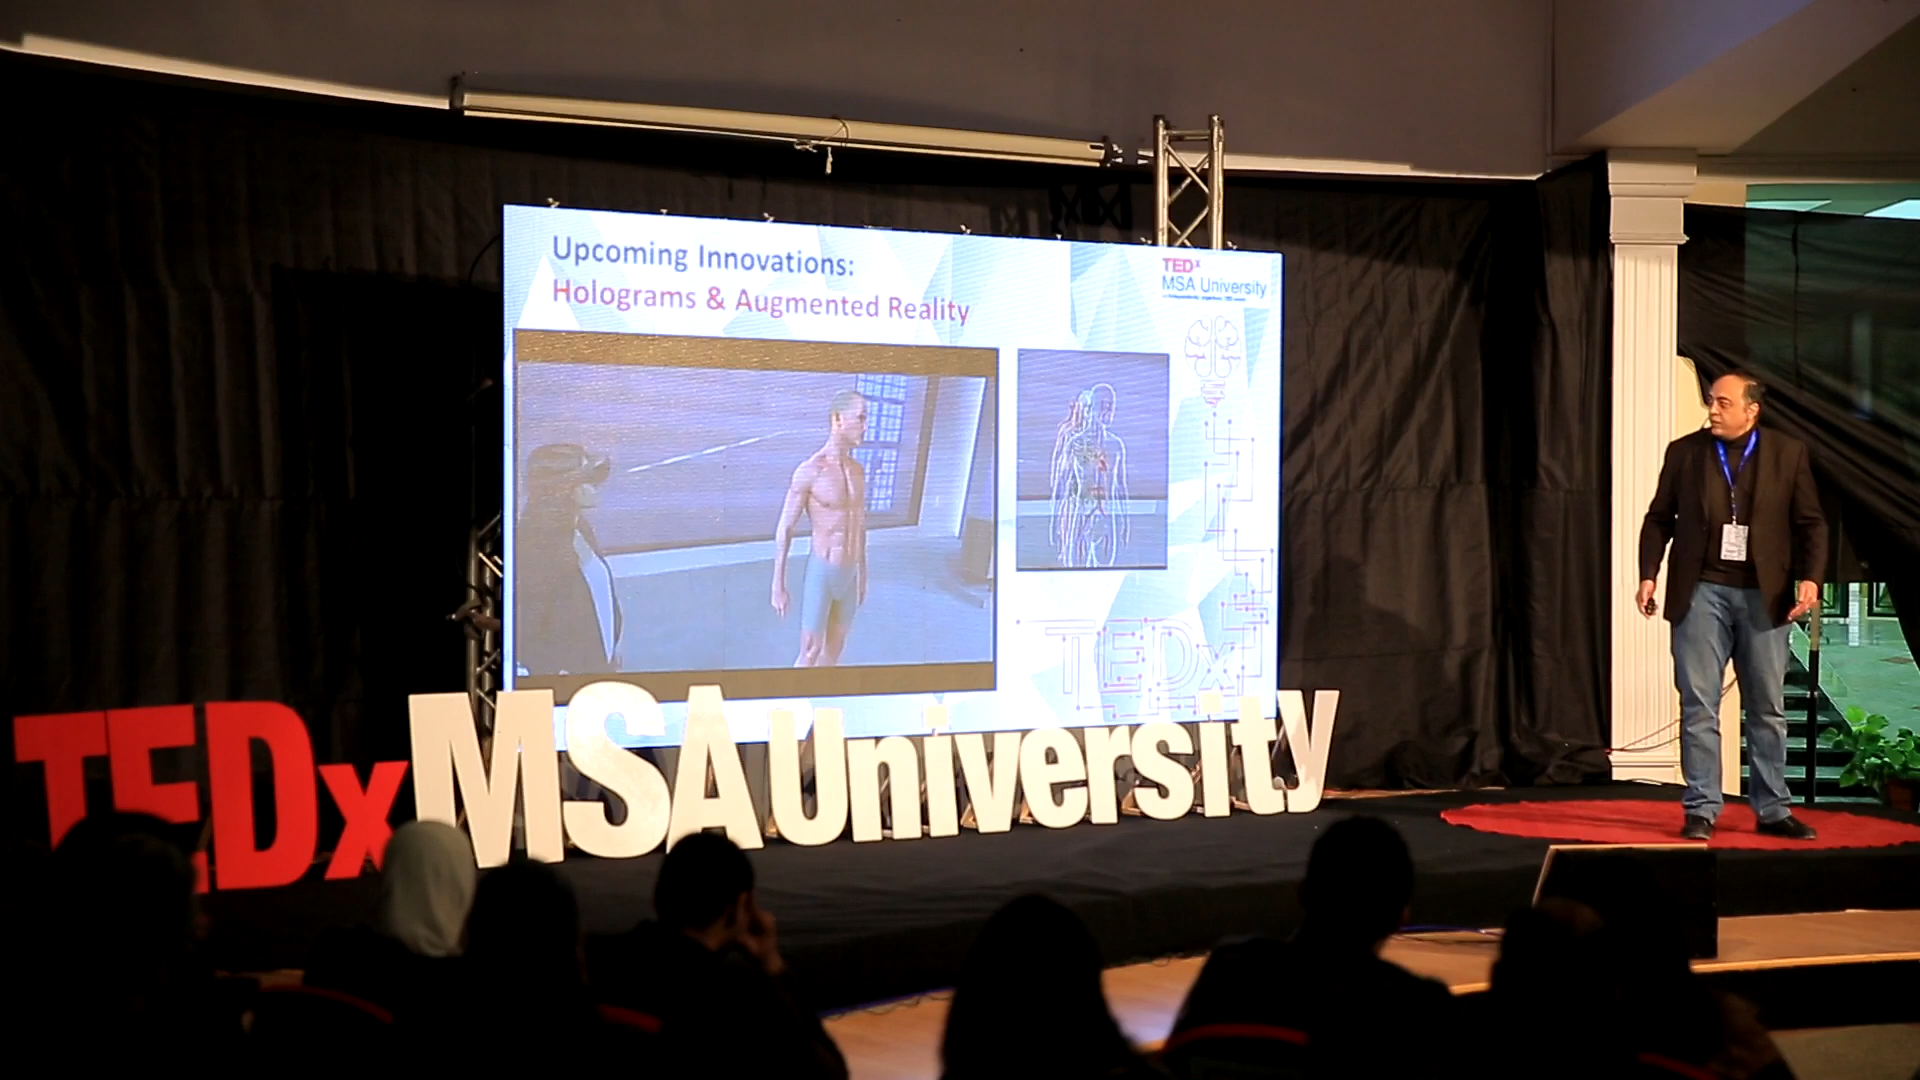 Upcoming Innovations:
Holograms & Augmented Reality
TEDx
MSA University
TEDx
TEDxMSAUniversity